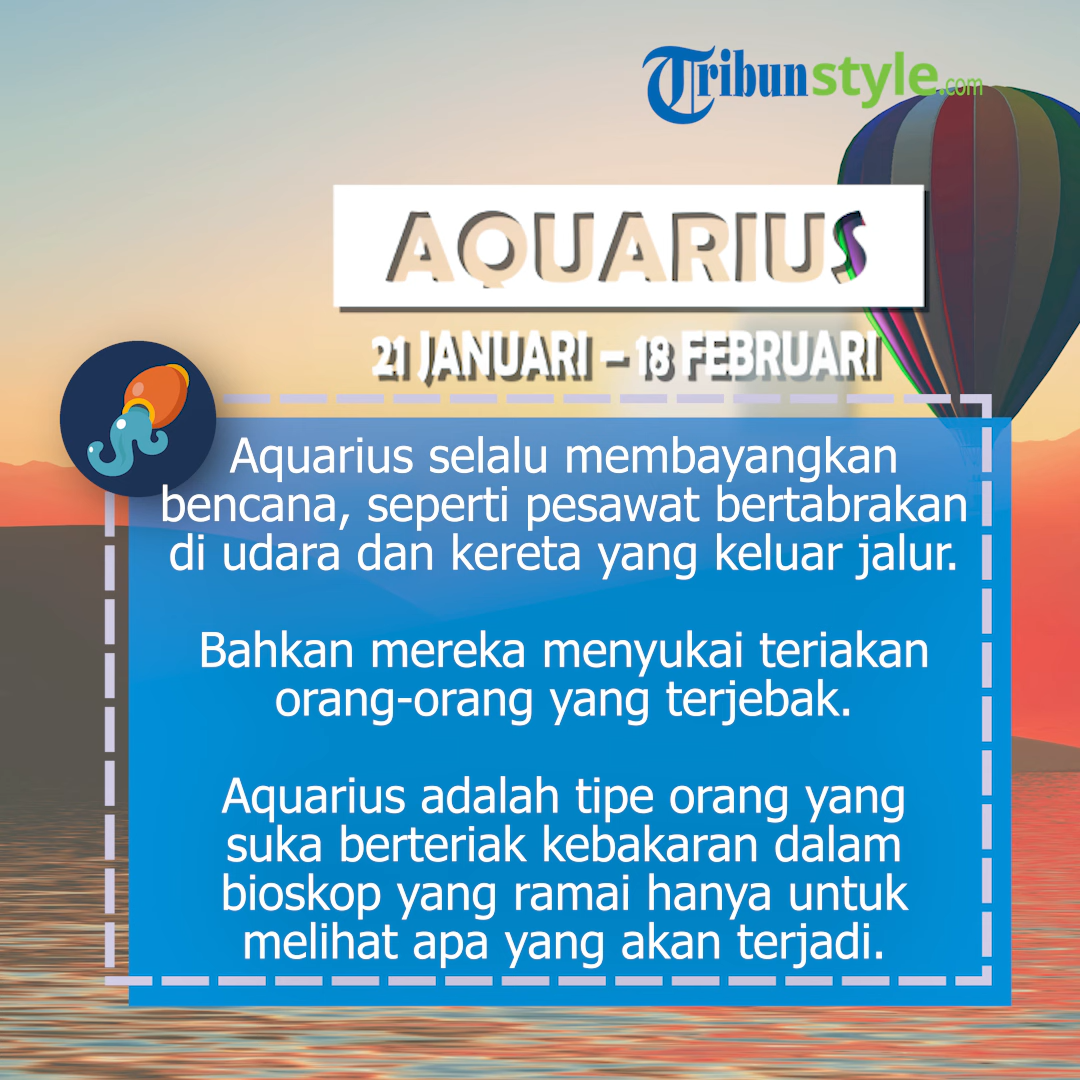 Tribunstyle.com
AQUARIUS
21 JANUARI – 18 FEBRUARI
Aquarius selalu membayangkan
bencana, seperti pesawat bertabrakan
di udara dan kereta yang keluar jalur.
Bahkan mereka menyukai teriakan
orang-orang yang terjebak.
Aquarius adalah tipe orang yang
suka berteriak kebakaran dalam
bioskop yang ramai hanya untuk
melihat apa yang akan terjadi.